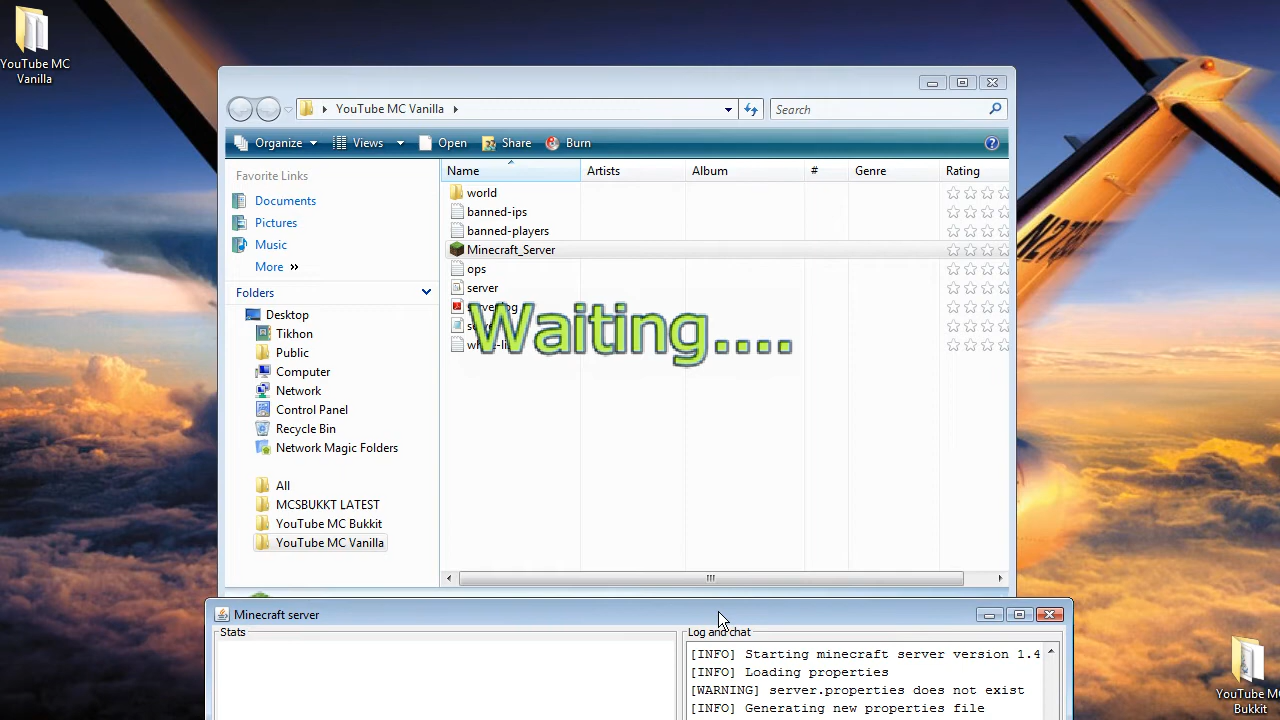 YouTube MC
Vanilla
YouTube MC Vanilla
Search
Organize
Views
Open
Share
Burn
Favorite Links
Documents
Pictures
Music
More »
Folders
Desktop
Tikhon
Public
Computer
Network
Control Panel
Recycle Bin
Network Magic Folders
All
MCSBUKKT LATEST
YouTube MC Bukkit
YouTube MC Vanilla
Name
Artists
Album
#
Genre
Rating
world
banned-ips
banned-players
Minecraft_Server
ops
server
Waiting....
Minecraft server
Stats
Log and chat
[INFO] Starting minecraft server version 1.4
[INFO] Loading properties
[WARNING] server.properties does not exist
[INFO] Generating new properties file
YouTube MC
Bukkit
N27